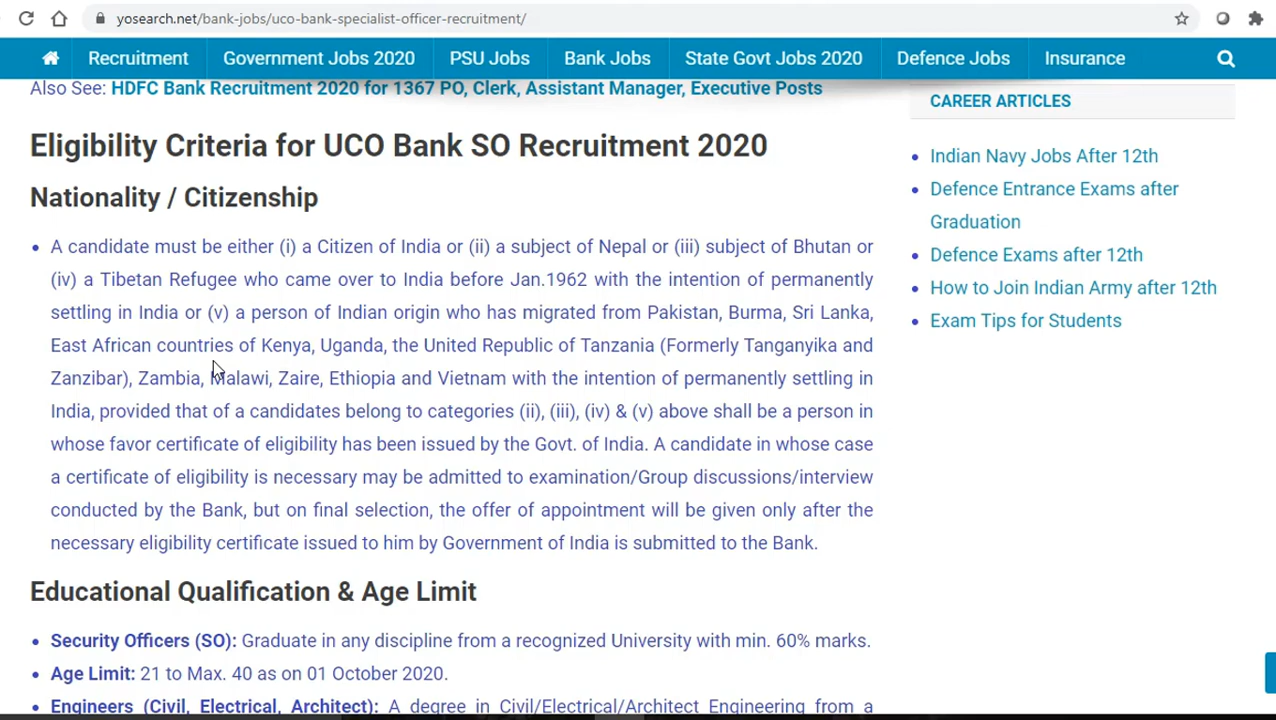 yosearch.net/bank-jobs/uco-bank-specialist-officer-recruitment/
Recruitment Government Jobs 2020 PSU Jobs Bank Jobs State Govt Jobs 2020 Defence Jobs Insurance
Also See: HDFC Bank Recruitment 2020 for 1367 PO, Clerk, Assistant Manager, Executive Posts
Eligibility Criteria for UCO Bank SO Recruitment 2020
Nationality / Citizenship
• A candidate must be either (i) a Citizen of India or (ii) a subject of Nepal or (iii) subject of Bhutan or
(iv) a Tibetan Refugee who came over to India before Jan.1962 with the intention of permanently
settling in India or (v) a person of Indian origin who has migrated from Pakistan, Burma, Sri Lanka,
East African countries of Kenya, Uganda, the United Republic of Tanzania (Formerly Tanganyika and
Zanzibar), Zambia, Malawi, Zaire, Ethiopia and Vietnam with the intention of permanently settling in
India, provided that of a candidates belong to categories (ii), (iii), (iv) & (v) above shall be a person in
whose favor certificate of eligibility has been issued by the Govt. of India. A candidate in whose case
a certificate of eligibility is necessary may be admitted to examination/Group discussions/interview
conducted by the Bank, but on final selection, the offer of appointment will be given only after the
necessary eligibility certificate issued to him by Government of India is submitted to the Bank.
Educational Qualification & Age Limit
• Security Officers (SO): Graduate in any discipline from a recognized University with min. 60% marks.
• Age Limit: 21 to Max. 40 as on 01 October 2020.
• Engineers (Civil, Electrical, Architect): A degree in Civil/Electrical/Architect Engineering from a
CAREER ARTICLES
• Indian Navy Jobs After 12th
• Defence Entrance Exams after
Graduation
• Defence Exams after 12th
• How to Join Indian Army after 12th
• Exam Tips for Students